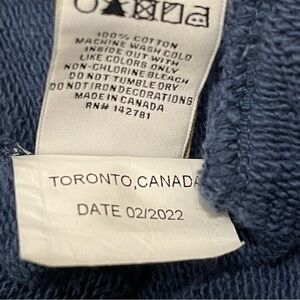 100% COTTON
MACHINE WASH COLD
INSIDE OUT WITH
LIKE COLORS ONLY
NON-CHLORINE BLEACH
DO NOT TUMBLE DRY
DO NOT IRON DECORATIONS
MADE IN CANADA
RN# 142781
TORONTO, CANADA
DATE 02/2022